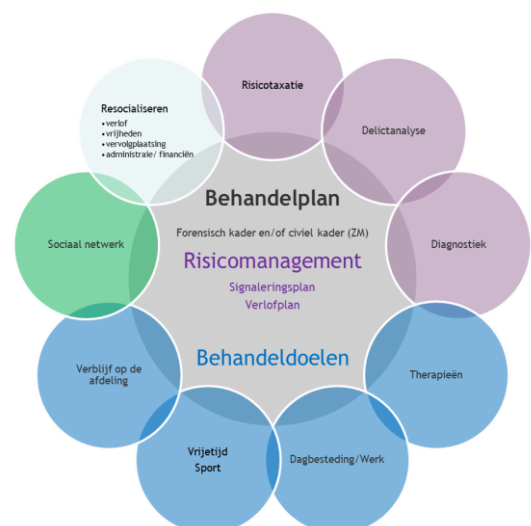 Risicotaxatie
Delictanalyse
Diagnostiek
Therapieën
Dagbesteding/Werk
Vrijetijd
Sport
Verblijf op de
afdeling
Sociaal netwerk
Resocialiseren
•verlof
•vrijheden
•vervolgplaatsing
•administraie/ financiën
Behandelplan
Forensisch kader en/of civiel kader (ZM)
Risicomanagement
Signaleringsplan
Verlofplan
Behandeldoelen